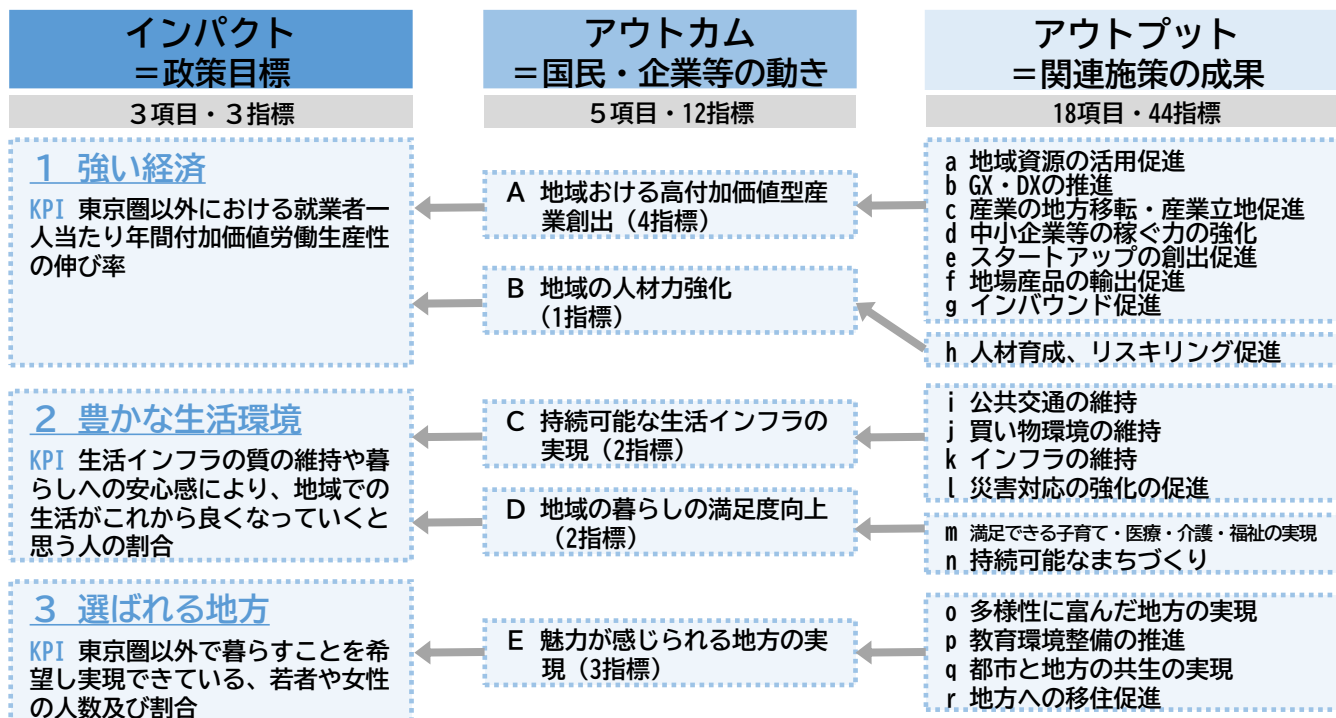 インパクト
＝政策目標
３項目・３指標
１ 強い経済
KPI 東京圏以外における就業者一
人当たり年間付加価値労働生産性
の伸び率
２ 豊かな生活環境
KPI 生活インフラの質の維持や暮
らしへの安心感により、地域での
生活がこれから良くなっていくと
思う人の割合
３ 選ばれる地方
KPI 東京圏以外で暮らすことを希
望し実現できている、若者や女性
の人数及び割合
アウトカム
＝国民・企業等の動き
５項目・12指標
A 地域おける高付加価値型産
業創出（4指標）
B 地域の人材力強化
（1指標）
C 持続可能な生活インフラの
実現（2指標）
D 地域の暮らしの満足度向上
（2指標）
E 魅力が感じられる地方の実
現（3指標）
アウトプット
＝関連施策の成果
18項目・44指標
a 地域資源の活用促進
b GX・DXの推進
c 産業の地方移転・産業立地促進
d 中小企業等の稼ぐ力の強化
e スタートアップの創出促進
f 地場産品の輸出促進
g インバウンド促進
h 人材育成、リスキリング促進
i 公共交通の維持
j 買い物環境の維持
k インフラの維持
l 災害対応の強化の促進
m 満足できる子育て・医療・介護・福祉の実現
n 持続可能なまちづくり
o 多様性に富んだ地方の実現
p 教育環境整備の推進
q 都市と地方の共生の実現
r 地方への移住促進